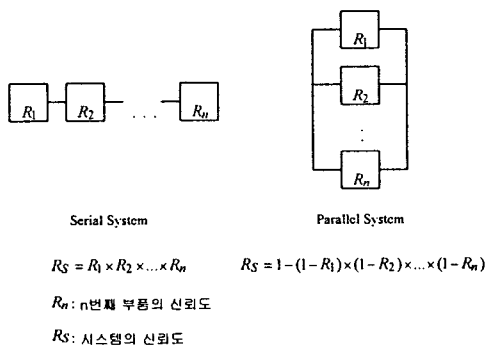 R1 R2 . . . Rn
R1
R2
:
Rn
Serial System
Parallel System
RS = R1 × R2 × ... × Rn
RS = 1 − (1 − R1) × (1 − R2) × ... × (1 − Rn)
Rn : n번째 부품의 신뢰도
RS : 시스템의 신뢰도